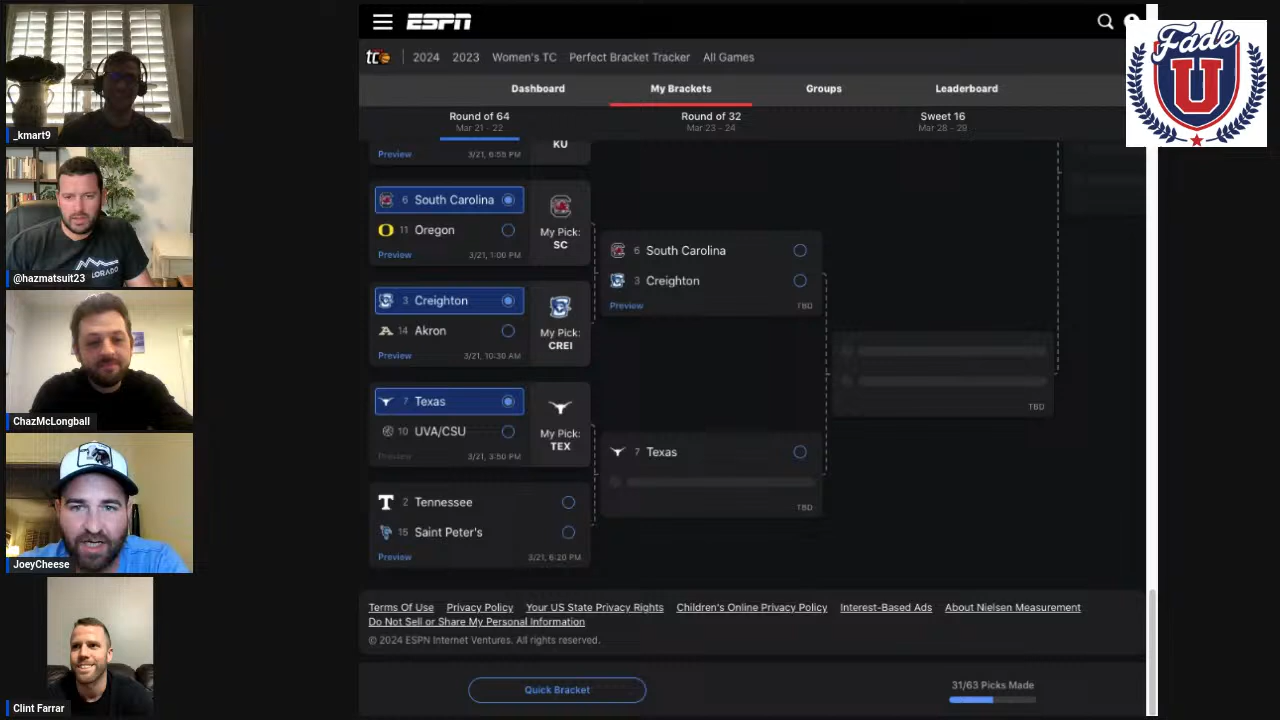 _kmart9
@hazmatsuit23
ChazMcLongball
JoeyCheese
Clint Farrar
ESPN
tc
2024
2023
Women's TC
Perfect Bracket Tracker
All Games
Dashboard
My Brackets
Groups
Leaderboard
Round of 64
Mar 21 - 22
Round of 32
Mar 23 - 24
Sweet 16
Mar 28 - 29
Preview
3/21, 6:55 PM
KU
6 South Carolina
11 Oregon
Preview
3/21, 1:00 PM
My Pick:
SC
3 Creighton
14 Akron
Preview
3/21, 10:30 AM
My Pick:
CREI
7 Texas
10 UVA/CSU
Preview
3/21, 3:50 PM
My Pick:
TEX
2 Tennessee
15 Saint Peter's
Preview
3/21, 6:20 PM
6 South Carolina
3 Creighton
Preview
TBD
7 Texas
TBD
TBD
Terms Of Use
Privacy Policy
Your US State Privacy Rights
Children's Online Privacy Policy
Interest-Based Ads
About Nielsen Measurement
Do Not Sell or Share My Personal Information
© 2024 ESPN Internet Ventures. All rights reserved.
Quick Bracket
31/63 Picks Made
Fade
U